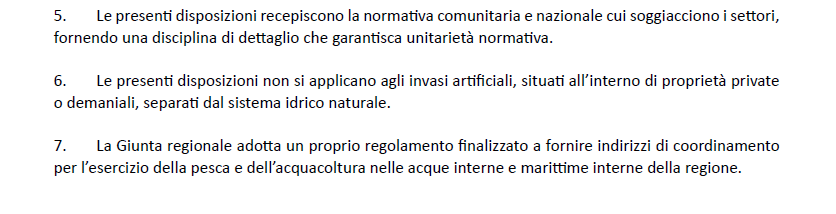 5. Le presenti disposizioni recepiscono la normativa comunitaria e nazionale cui soggiacciono i settori,
fornendo una disciplina di dettaglio che garantisca unitarietà normativa.
6. Le presenti disposizioni non si applicano agli invasi artificiali, situati all’interno di proprietà private
o demaniali, separati dal sistema idrico naturale.
7. La Giunta regionale adotta un proprio regolamento finalizzato a fornire indirizzi di coordinamento
per l’esercizio della pesca e dell’acquacoltura nelle acque interne e marittime interne della regione.